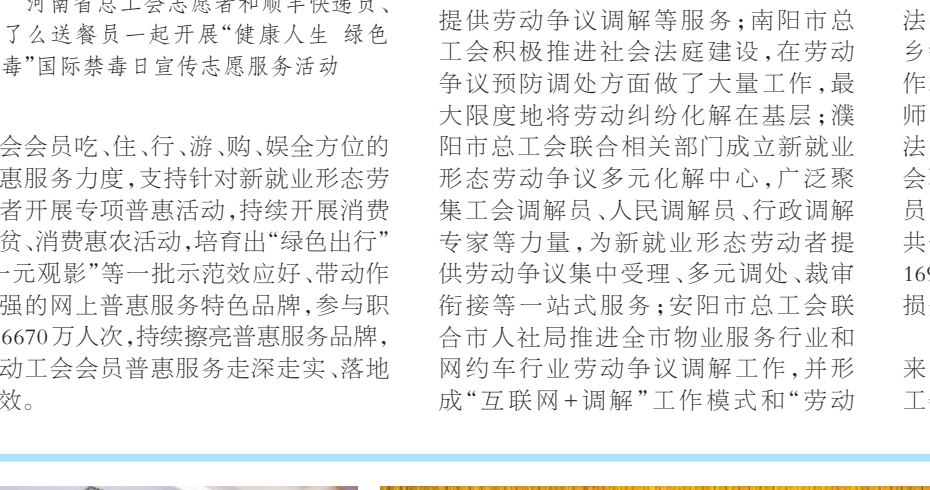 河南省总工会志愿者和顺丰快递员、
了么送餐员一起开展“健康人生 绿色
毒”国际禁毒日宣传志愿服务活动
会会员吃、住、行、游、购、娱全方位的
惠服务力度,支持针对新就业形态劳
者开展专项普惠活动,持续开展消费
贫、消费惠农活动,培育出“绿色出行”
一元观影”等一批示范效应好、带动作
强的网上普惠服务特色品牌,参与职
6670万人次,持续擦亮普惠服务品牌,
动工会会员普惠服务走深走实、落地
效。
提供劳动争议调解等服务;南阳市总
工会积极推进社会法庭建设,在劳动
争议预防调处方面做了大量工作,最
大限度地将劳动纠纷化解在基层;濮
阳市总工会联合相关部门成立新就业
形态劳动争议多元化解中心,广泛聚
集工会调解员、人民调解员、行政调解
专家等力量,为新就业形态劳动者提
供劳动争议集中受理、多元调处、裁审
衔接等一站式服务;安阳市总工会联
合市人社局推进全市物业服务行业和
网约车行业劳动争议调解工作,并形
成“互联网+调解”工作模式和“劳动
法
乡
作
师
法
会
员
共
169
损
来
工